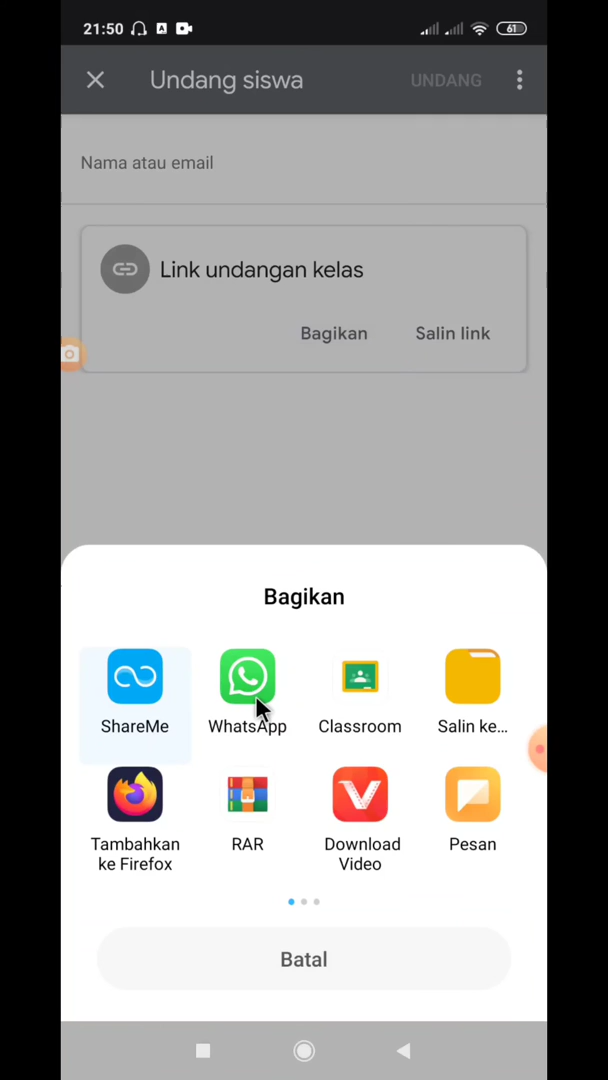 21:50
61
Undang siswa
UNDANG
Nama atau email
Link undangan kelas
Bagikan
Salin link
Bagikan
ShareMe
WhatsApp
Classroom
Salin ke...
Tambahkan
ke Firefox
RAR
Download
Video
Pesan
Batal